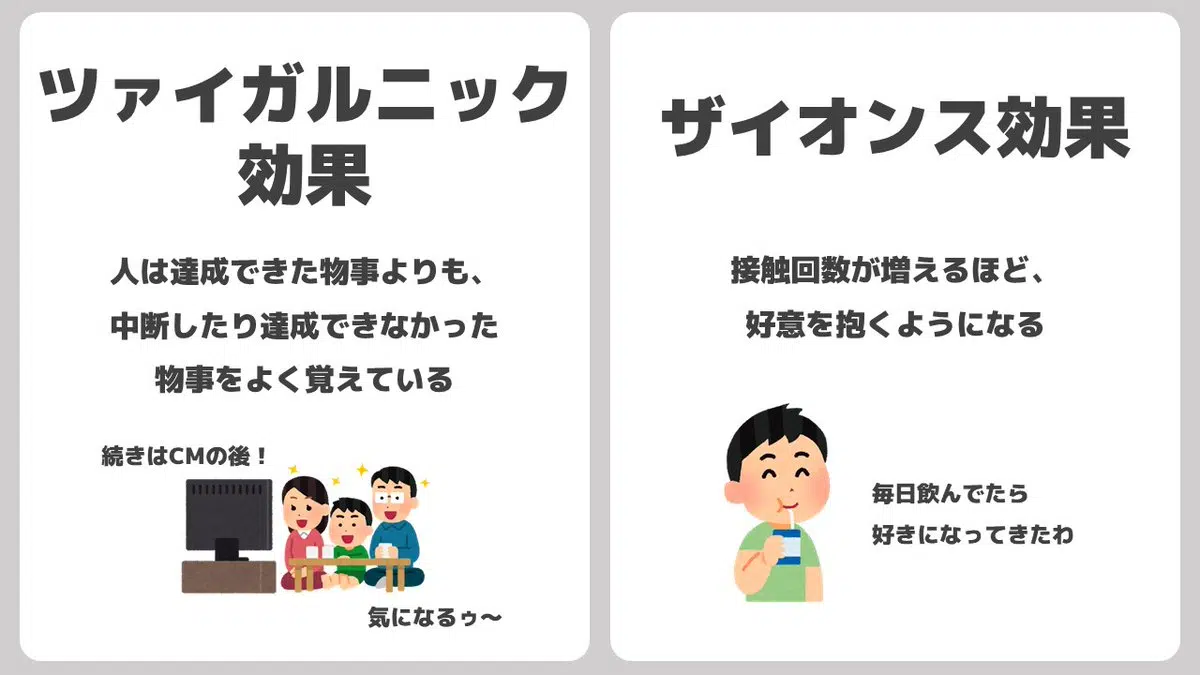 ツァイガルニック
効果
人は達成できた物事よりも、
中断したり達成できなかった
物事をよく覚えている
続きはCMの後！
気になるゥ〜
ザイオンス効果
接触回数が増えるほど、
好意を抱くようになる
毎日飲んでたら
好きになってきたわ